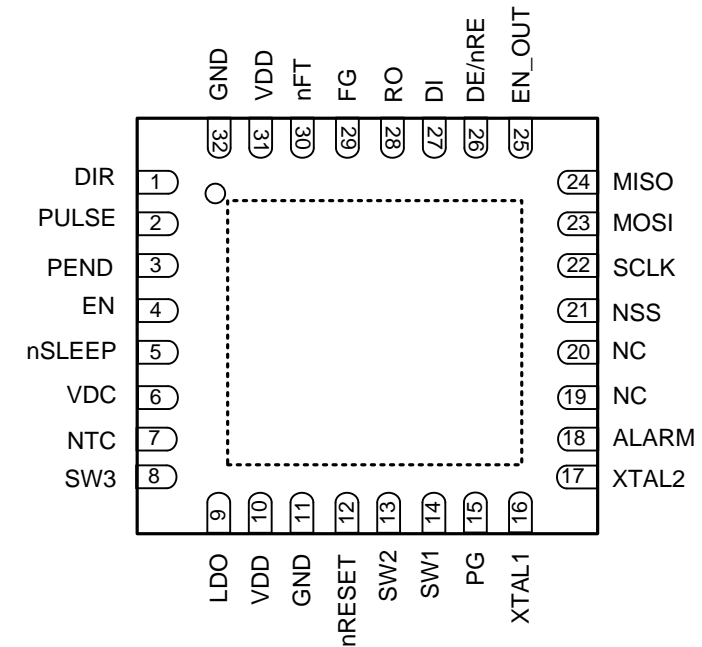 GND VDD nFT FG RO DI DE/nRE EN_OUT
32 31 30 29 28 27 26 25
DIR 1 24 MISO
PULSE 2 23 MOSI
PEND 3 22 SCLK
EN 4 21 NSS
nSLEEP 5 20 NC
VDC 6 19 NC
NTC 7 18 ALARM
SW3 8 17 XTAL2
9 10 11 12 13 14 15 16
LDO VDD GND nRESET SW2 SW1 PG XTAL1